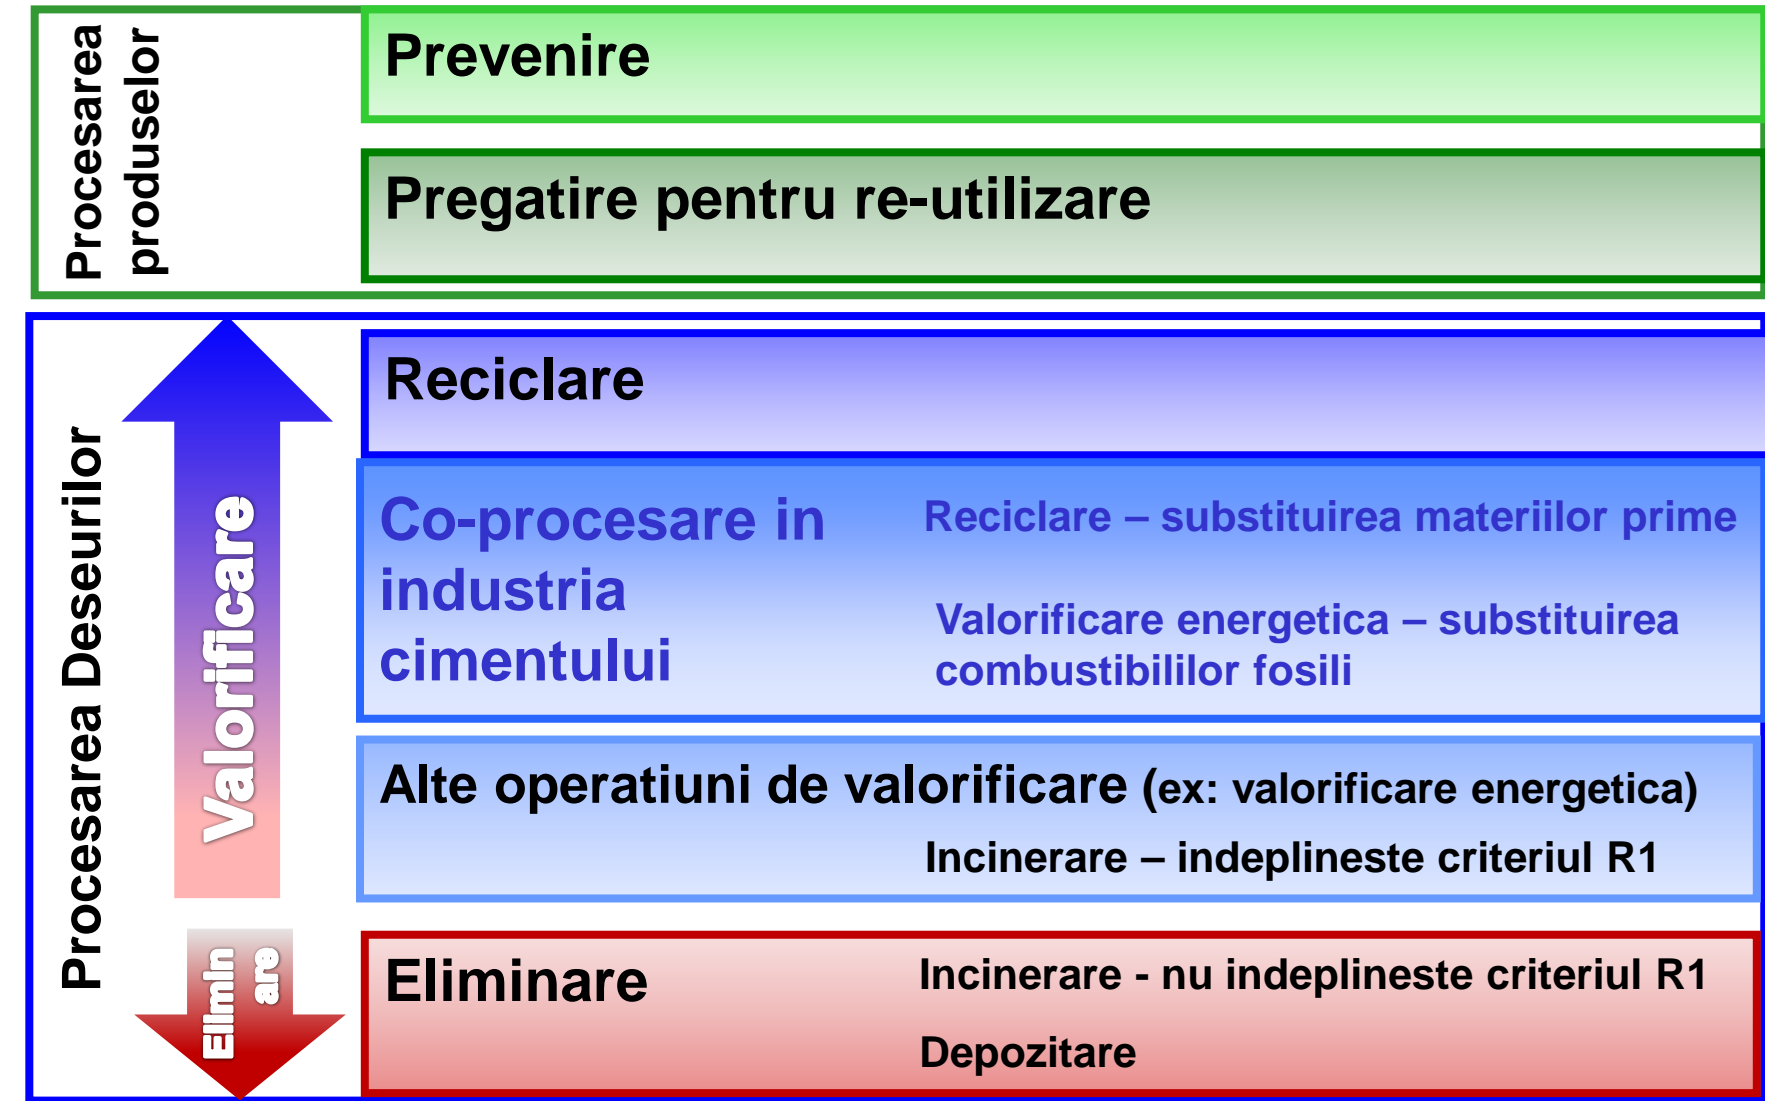 Procesarea
produselor
Prevenire
Pregatire pentru re-utilizare
Procesarea Deseurilor
Valorificare
Reciclare
Co-procesare in
industria
cimentului
Reciclare – substituirea materiilor prime
Valorificare energetica – substituirea
combustibililor fosili
Alte operatiuni de valorificare (ex: valorificare energetica)
Incinerare – indeplineste criteriul R1
Elimin
are
Eliminare
Incinerare - nu indeplineste criteriul R1
Depozitare